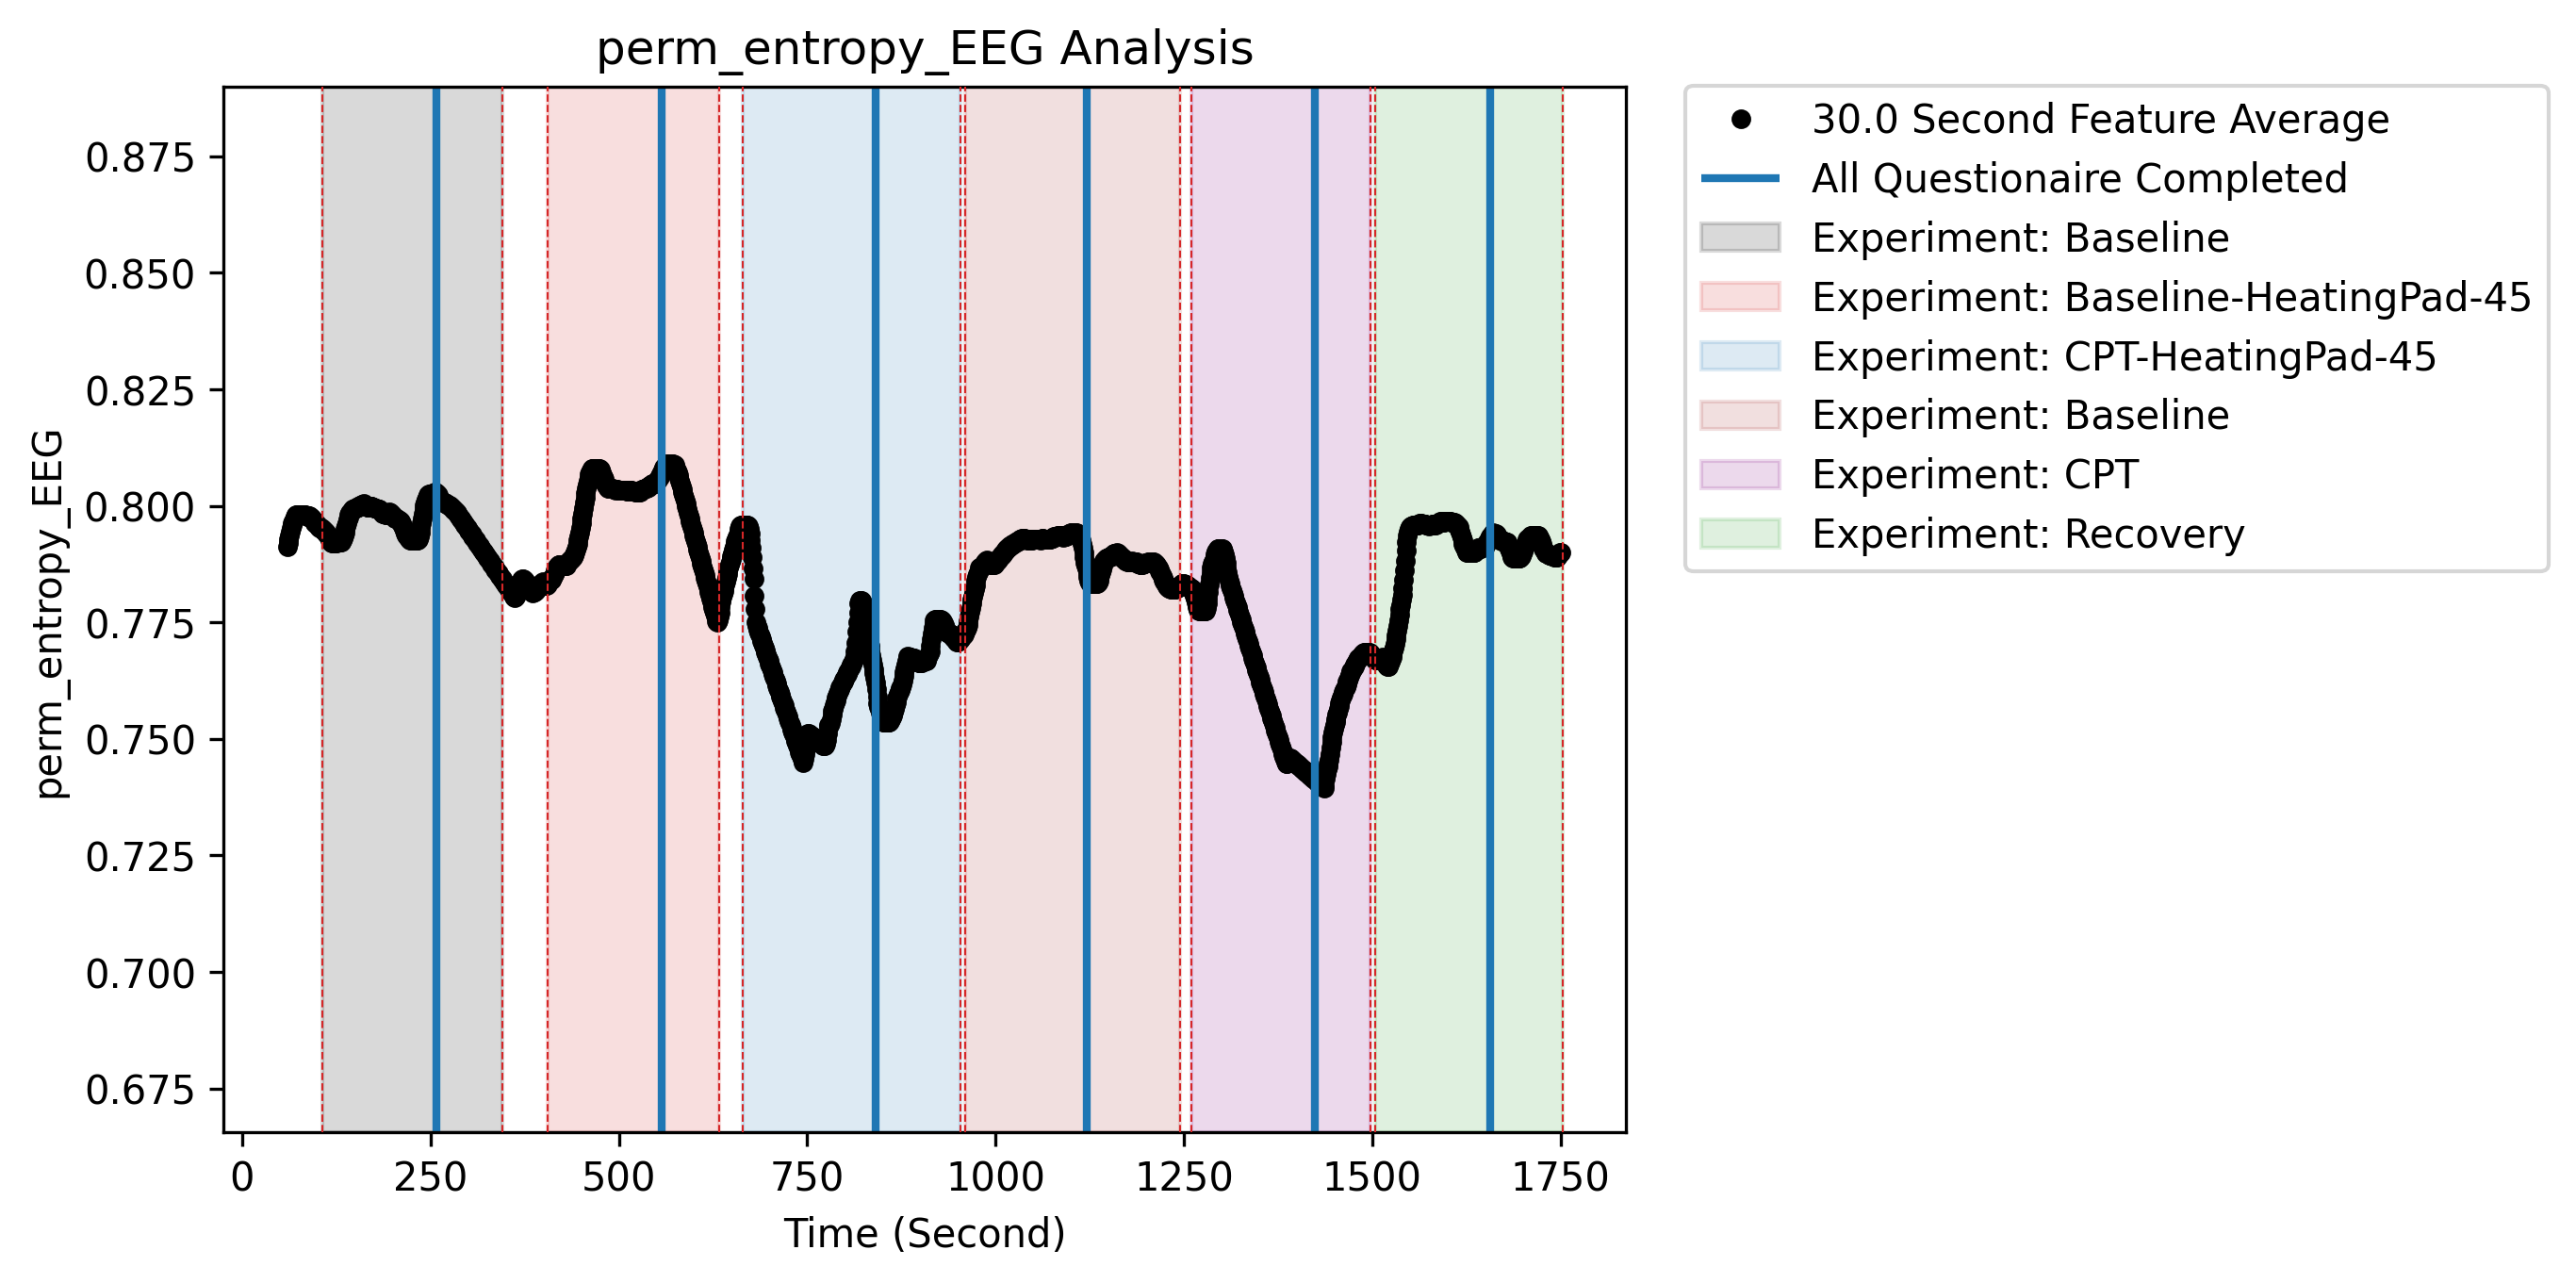 perm_entropy_EEG Analysis
perm_entropy_EEG
0.875
0.850
0.825
0.800
0.775
0.750
0.725
0.700
0.675
0 250 500 750 1000 1250 1500 1750
Time (Second)
30.0 Second Feature Average
All Questionaire Completed
Experiment: Baseline
Experiment: Baseline-HeatingPad-45
Experiment: CPT-HeatingPad-45
Experiment: Baseline
Experiment: CPT
Experiment: Recovery